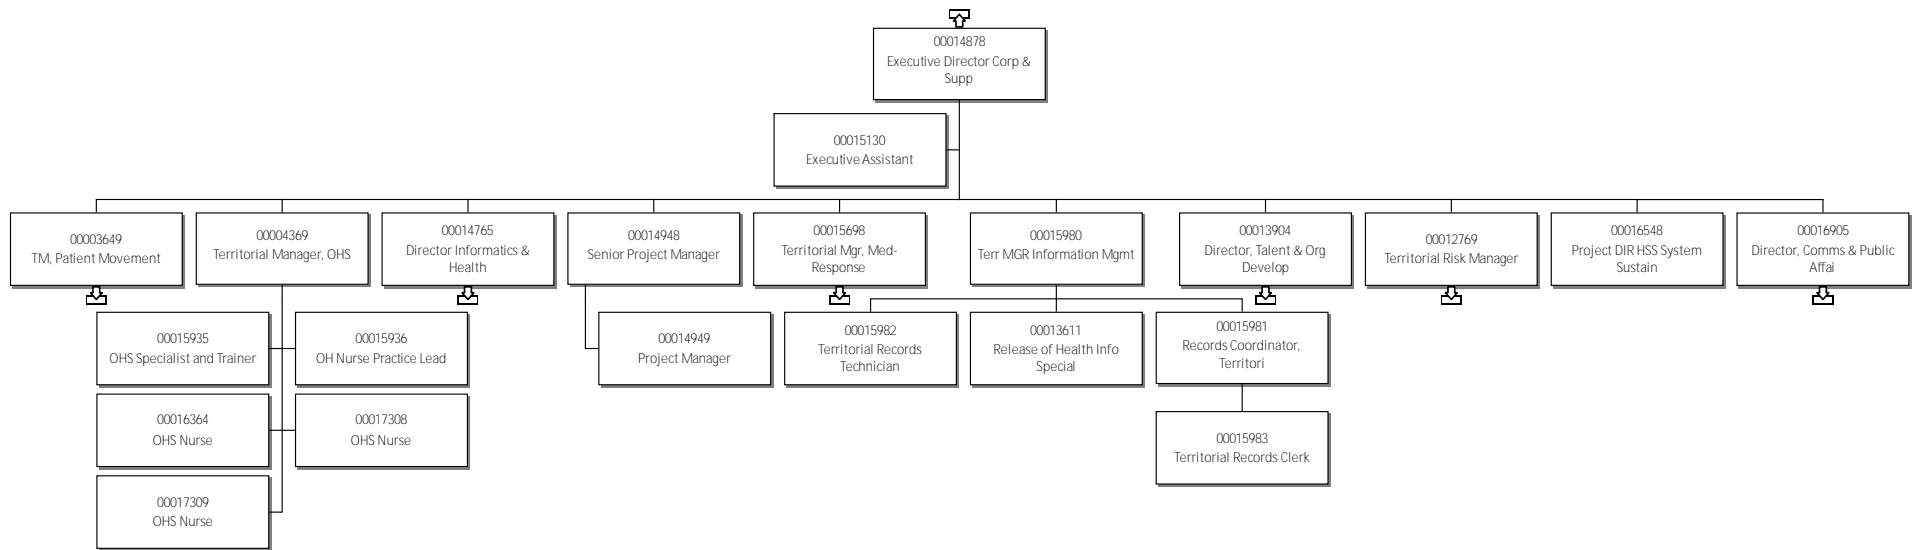 00014878
Executive Director Corp &
Supp
00015130
Executive Assistant
00003649
TM, Patient Movement
00004369
Territorial Manager, OHS
00014765
Director Informatics &
Health
00014948
Senior Project Manager
00015698
Territorial Mgr, Med-
Response
00015980
Terr MGR Information Mgmt
00013904
Director, Talent & Org
Develop
00012769
Territorial Risk Manager
00016548
Project DIR HSS System
Sustain
00016905
Director, Comms & Public
Affai
00015935
OHS Specialist and Trainer
00015936
OH Nurse Practice Lead
00014949
Project Manager
00015982
Territorial Records
Technician
00013611
Release of Health Info
Special
00015981
Records Coordinator,
Territori
00016364
OHS Nurse
00017308
OHS Nurse
00015983
Territorial Records Clerk
00017309
OHS Nurse